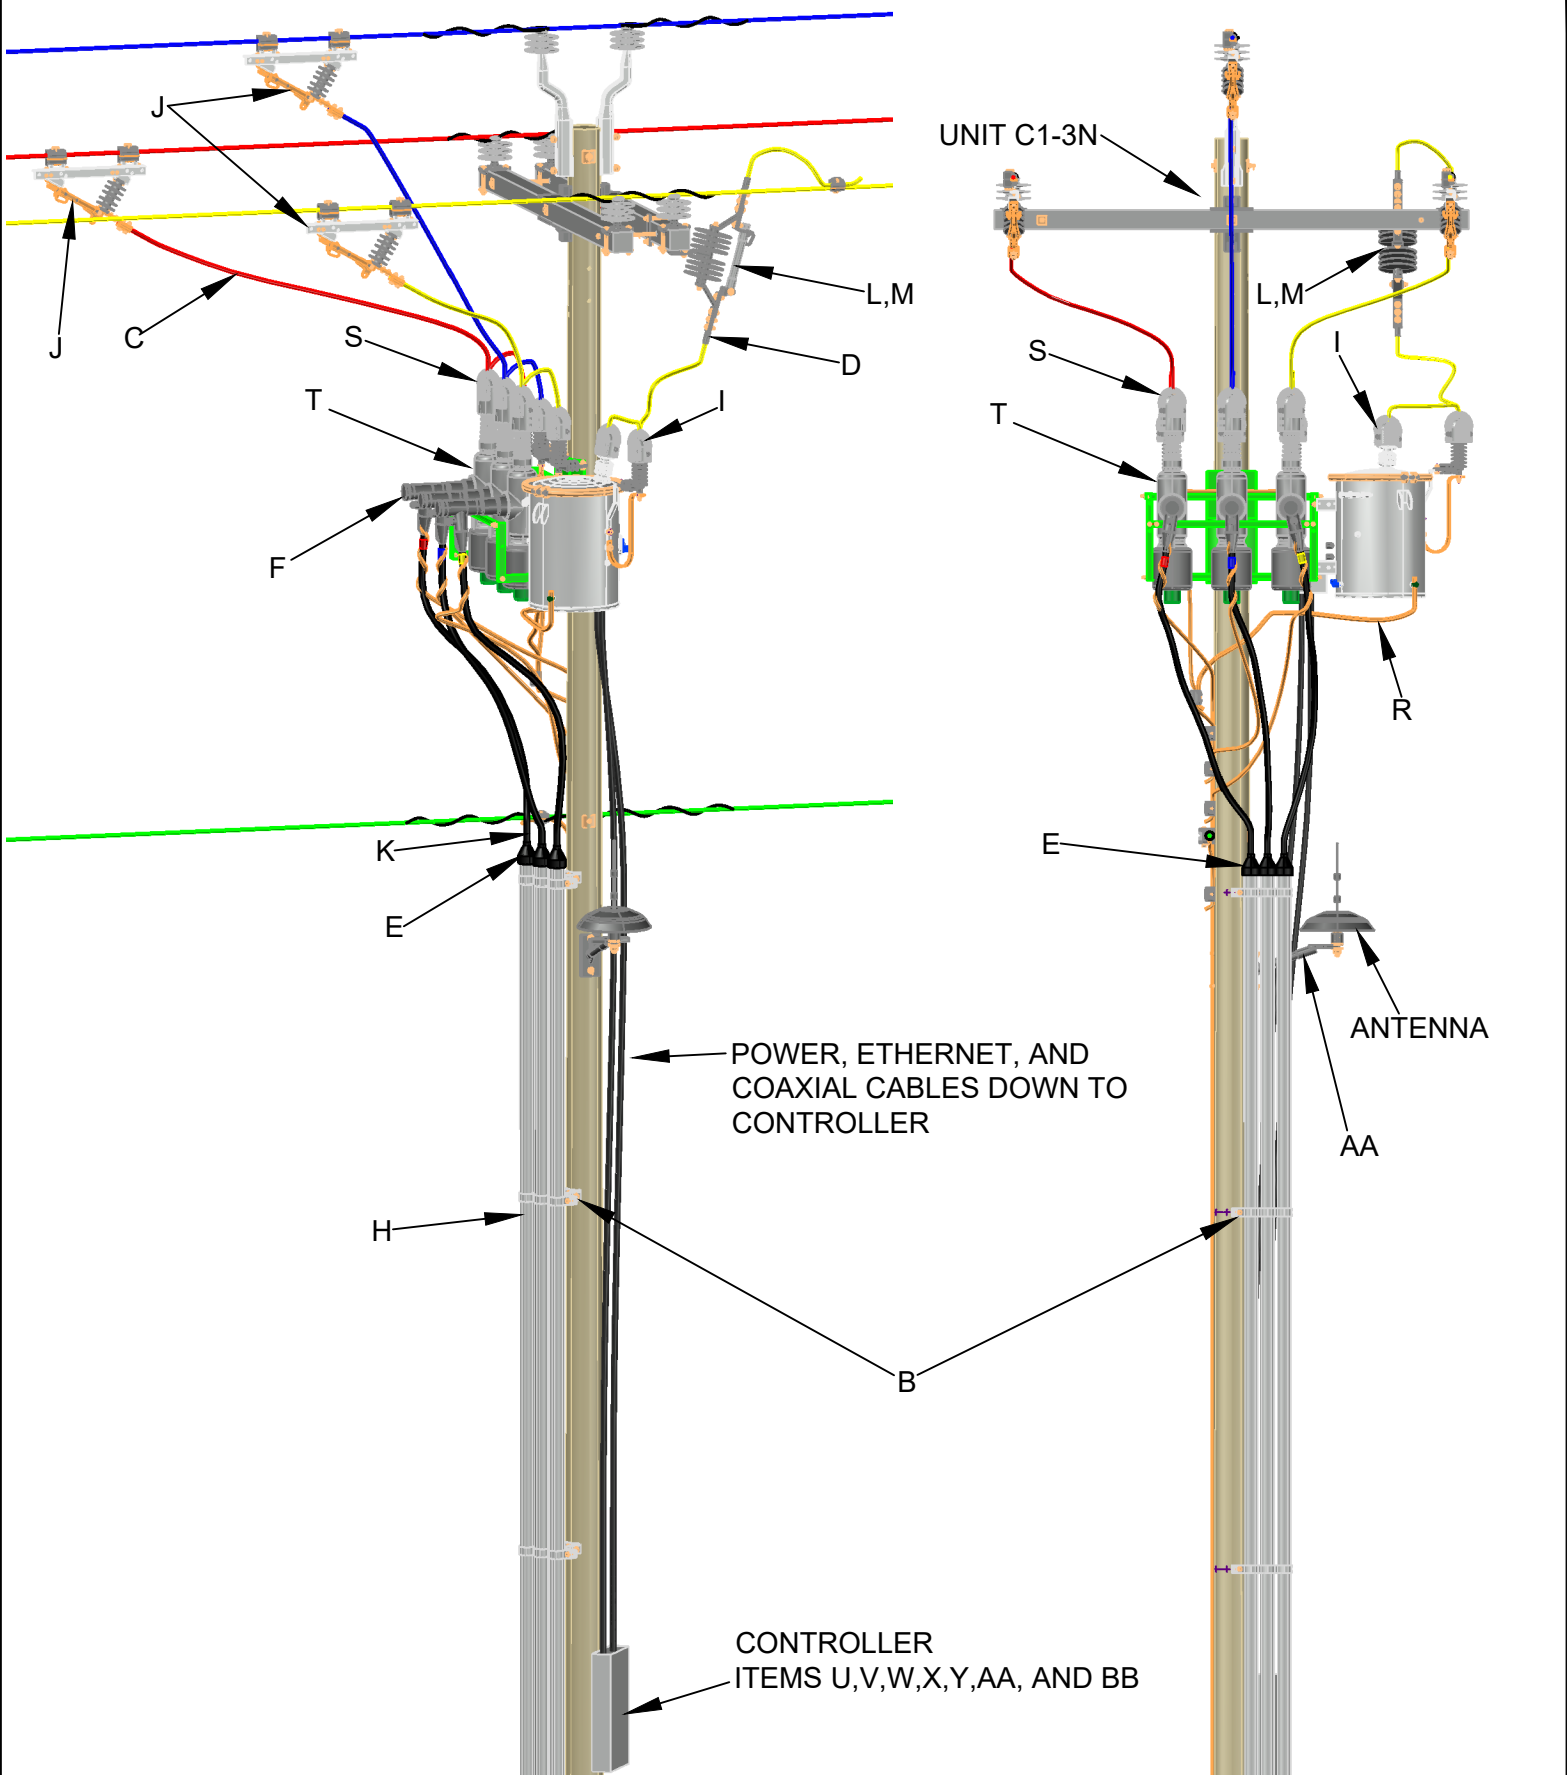 J
UNIT C1-3N
J
C
S
T
F
L,M
D
I
L,M
I
S
T
R
K
E
E
ANTENNA
AA
POWER, ETHERNET, AND
COAXIAL CABLES DOWN TO
CONTROLLER
H
B
CONTROLLER
ITEMS U,V,W,X,Y,AA, AND BB